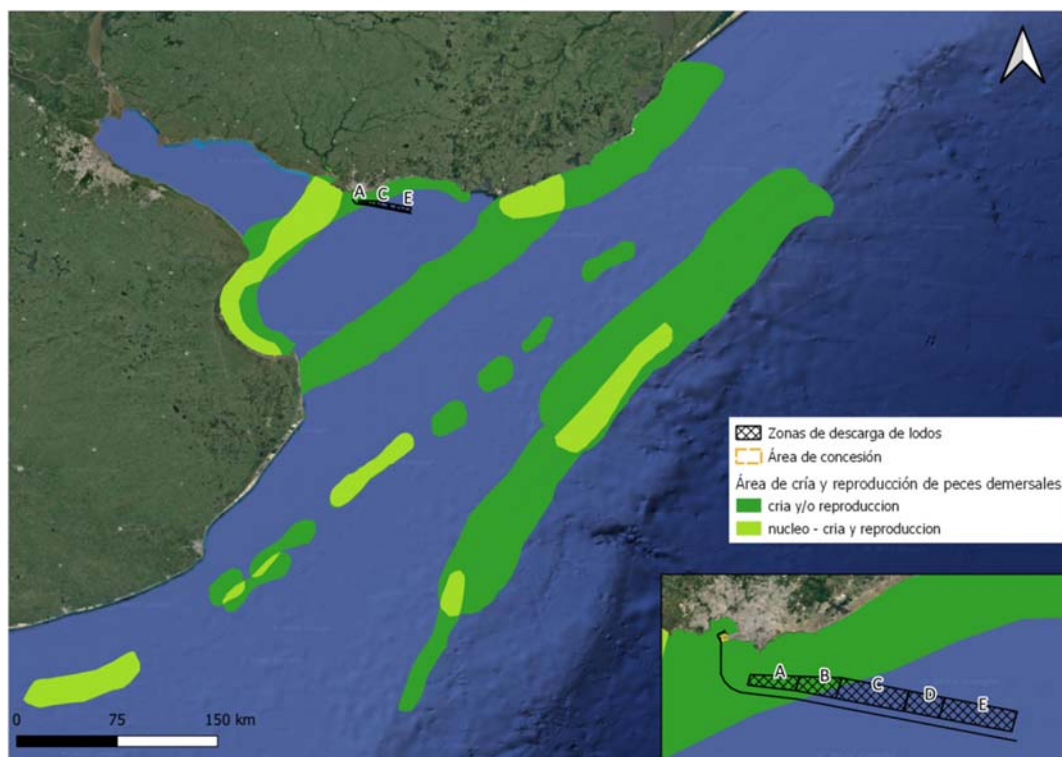 A C E
Zonas de descarga de lodos
Área de concesión
Área de cría y reproducción de peces demersales
cria y/o reproduccion
nucleo - cria y reproduccion
A B C D E
0 75 150 km